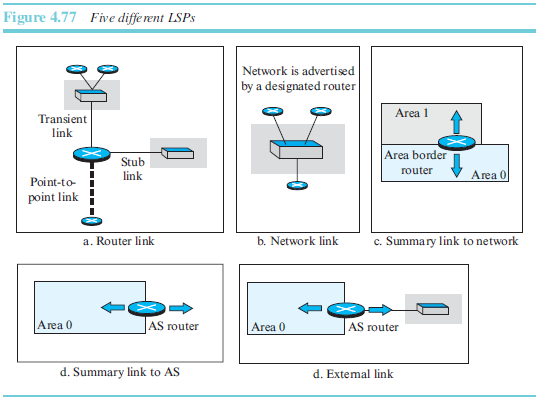 Figure 4.77 Five different LSPs
Transient
link
Stub
link
Point-to-
point link
a. Router link
Network is advertised
by a designated router
b. Network link
Area 1
Area border
router
Area 0
c. Summary link to network
Area 0
AS router
d. Summary link to AS
Area 0
AS router
d. External link